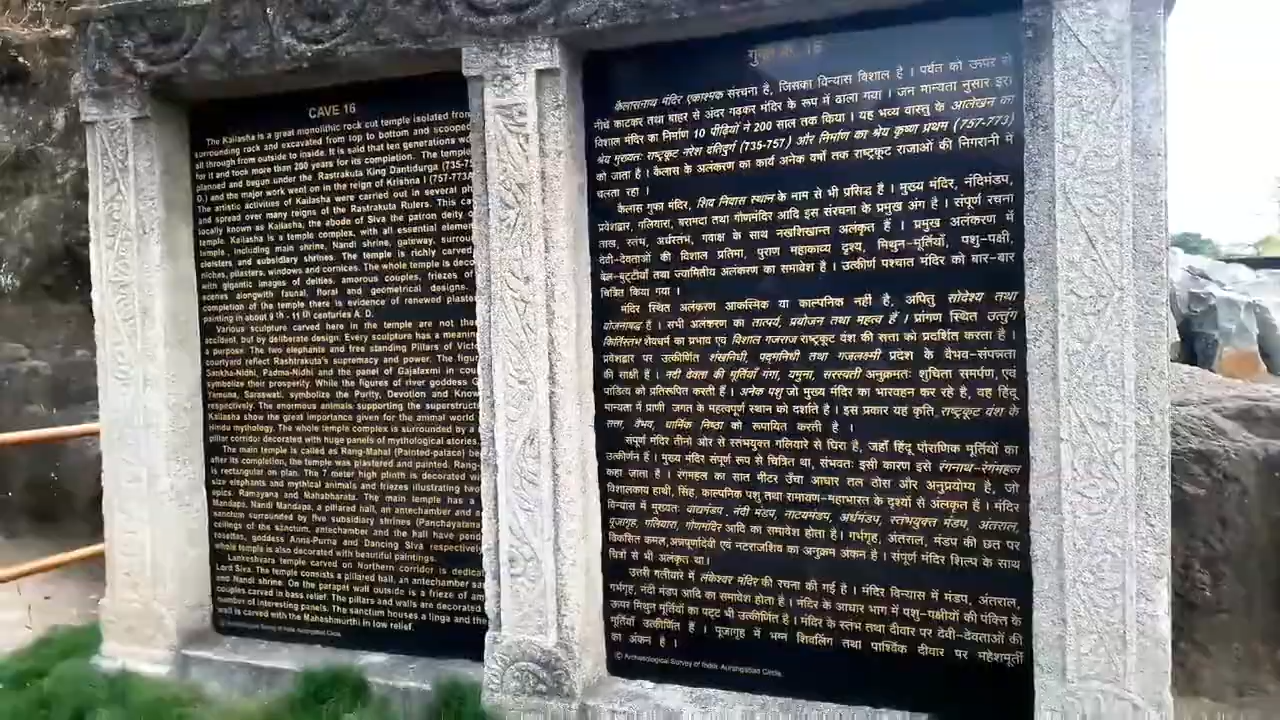 CAVE 16
The Kailasha is a great monolithic rock cut temple isolated from
surrounding rock and excavated from top to bottom and scooped
all through from outside to inside. It is said that ten generations
for it and took more than 200 years for its completion. The temple
planned and begun under the Rastrakuta King Dantidurga (735-75
D.) and the major work went on in the reign of Krishna I (757-773A
The artistic activities of Kailasha were carried out in several
and spread over many reigns of the Rastrakuta Rulers. This
locally known as Kailasha, the abode of Siva the patron deity
temple. Kailasha is a temple complex, with all essential
temple, including main shrine, Nandi shrine, gateway,
cloisters and subsidiary shrines. The temple is richly carved,
niches, pilasters, windows and cornices. The whole temple is
with gigantic images of deities, amorous couples, friezes of
scenes alongwith faunal, floral and geometrical designs.
completion of the temple there is evidence of renewed
painting in about 9 th - 11 th centuries A. D.
Various sculpture carved here in the temple are not
accident, but by deliberate design. Every sculpture has a
a purpose. The two elephants and free standing Pillars of
courtyard reflect Rashtrakuta's supremacy and power. The
Sankha-Nidhi, Padma-Nidhi and the panel of Gajalaxmi in
symbolize their prosperity. While the figures of river goddess G
Yamuna, Saraswati, symbolize the Purity, Devotion and
respectively. The enormous animals supporting the
Kailasha show the great importance given for the animal world
Hindu mythology. The whole temple complex is surrounded by a
pillar corridor decorated with huge panels of mythological stories.
The main temple is called as Rang-Mahal (Painted-palace)
after its completion, the temple was plastered and painted. Rang-
is rectangular on plan. The 7 meter high plinth is decorated
size elephants and mythical animals and friezes illustrating two
epics. Ramayana and Mahabharata. The main temple has a
Mandapa, Nandi Mandapa, a pillared hall, an antechamber and
sanctum surrounded by five subsidiary shrines (Panchayatana
ceilings of the sanctum, antechamber and the hall have
rosettes, goddess Anna-Purna and Dancing Siva respectively
whole temple is also decorated with beautiful paintings.
Lankeshvara temple carved on Northern corridor is
Lord Siva. The temple consists a pillared hall, an antechamber
and Nandi shrine. On the parapet wall outside is a frieze of
couples carved in bass relief. The pillars and walls are decorated
number of interesting panels. The sanctum houses a linga and the
wall is carved with the Maheshmurthi in low relief.
Archaeological Survey of India Aurangabad Circle.
16
कैलासनाथ मंदिर एकाश्मक संरचना है, जिसका विन्यास विशाल है । पर्वत को ऊपर से
नीचे काटकर तथा बाहर से अंदर गढ़कर मंदिर के रूप में ढाला गया । जन मान्यता नुसार इस
विशाल मंदिर का निर्माण 10 पीढ़ियों ने 200 साल तक किया । यह भव्य वास्तु के आलेखन का
श्रेय मुख्यतः राष्ट्रकूट नरेश दंतिदुर्ग (735-757) और निर्माण का श्रेय कृष्ण प्रथम (757-773)
को जाता है । कैलास के अलंकरण का कार्य अनेक वर्षो तक राष्ट्रकूट राजाओं की निगरानी में
चलता रहा ।
कैलास गुफा मंदिर, शिव निवास स्थान के नाम से भी प्रसिद्ध है । मुख्य मंदिर, नंदिमंडप,
प्रवेशद्वार, गलियारा, बरामदा तथा गौणमंदिर आदि इस संरचना के प्रमुख अंग है । संपूर्ण रचना
ताख, स्तंभ, अर्धस्तंभ, गवाक्ष के साथ नखशिखान्त अलंकृत हैं । प्रमुख अलंकरण में
देवी-देवताओं की विशाल प्रतिमा, पुराण महाकाव्य दृश्य, मिथुन-मूर्तियों, पशु-पक्षी,
बेल-बुट्टीयाँ तथा ज्यामितीय अलंकरण का समावेश है । उत्कीर्ण पश्चात मंदिर को बार-बार
चित्रित किया गया ।
मंदिर स्थित अलंकरण आकस्मिक या काल्पनिक नही है, अपितु सोद्देश्य तथा
योजनाबद्ध है । सभी अलंकरण का तात्पर्य, प्रयोजन तथा महत्व हैं । प्रांगण स्थित उत्तुंग
किर्तिस्तंभ शैवधर्म का प्रभाव एवं विशाल गजराज राष्ट्रकूट वंश की सत्ता को प्रदर्शित करता है ।
प्रवेशद्वार पर उत्कीर्णित शंखनिधी, पद्मनिधी तथा गजलक्ष्मी प्रदेश के वैभव-संपन्नता
की साक्षी है । नदी देवता की मूर्तियाँ गंगा, यमुना, सरस्वती अनुक्रमतः शुचिता समर्पण, एवं
पांडित्य को प्रतिरूपित करती हैं । अनेक पशु जो मुख्य मंदिर का भारवहन कर रहे है, वह हिंदू
मान्यता में प्राणी जगत के महत्वपूर्ण स्थान को दर्शाते है । इस प्रकार यह कृति, राष्ट्रकूट वंश के
सत्ता, वैभव, धार्मिक निष्ठा को रूपायित करती है ।
संपूर्ण मंदिर तीनो ओर से स्तंभयुक्त गलियारे से घिरा है, जहाँ हिंदू पौराणिक मूर्तियों का
उत्कीर्णन है । मुख्य मंदिर संपूर्ण रूप से चित्रित था, संभवतः इसी कारण इसे रंगनाथ-रंगमहल
कहा जाता है । रंगमहल का सात मीटर उँचा आधार तल ठोस और अनुप्रयोग्य है, जो
विशालकाय हाथी, सिंह, काल्पनिक पशु तथा रामायण-महाभारत के दृश्यों से अलंकृत है । मंदिर
विन्यास में मुख्यतः वाद्यमंडप, नंदी मंडप, नाट्यमंडप, अर्धमंडप, स्तंभयुक्त मंडप, अंतराल,
पूजागृह, गलियारा, गौणमंदिर आदि का समावेश होता है । गर्भगृह, अंतराल, मंडप की छत पर
विकसित कमल,अन्नपूर्णादेवी एवं नटराजशिव का अनुक्रम अंकन है । संपूर्ण मंदिर शिल्प के साथ
चित्रों से भी अलंकृत था ।
उत्तरी गलीयारे में लंकेश्वर मंदिर की रचना की गई है । मंदिर विन्यास में मंडप, अंतराल,
गर्भगृह, नंदी मंडप आदि का समावेश होता है । मंदिर के आधार भाग में पशु-पक्षीयों की पंक्ति के
ऊपर मिथुन मूर्तियों का पट्ट भी उत्कीर्णित है । मंदिर के स्तंभ तथा दीवार पर देवी-देवताओं की
मूर्तियाँ उत्कीर्णित हैं । पूजागृह में भग्न शिवलिंग तथा पार्श्विक दीवार पर महेशमूर्ती
का अंकन है ।
© Archaeological Survey of India, Aurangabad Circle.